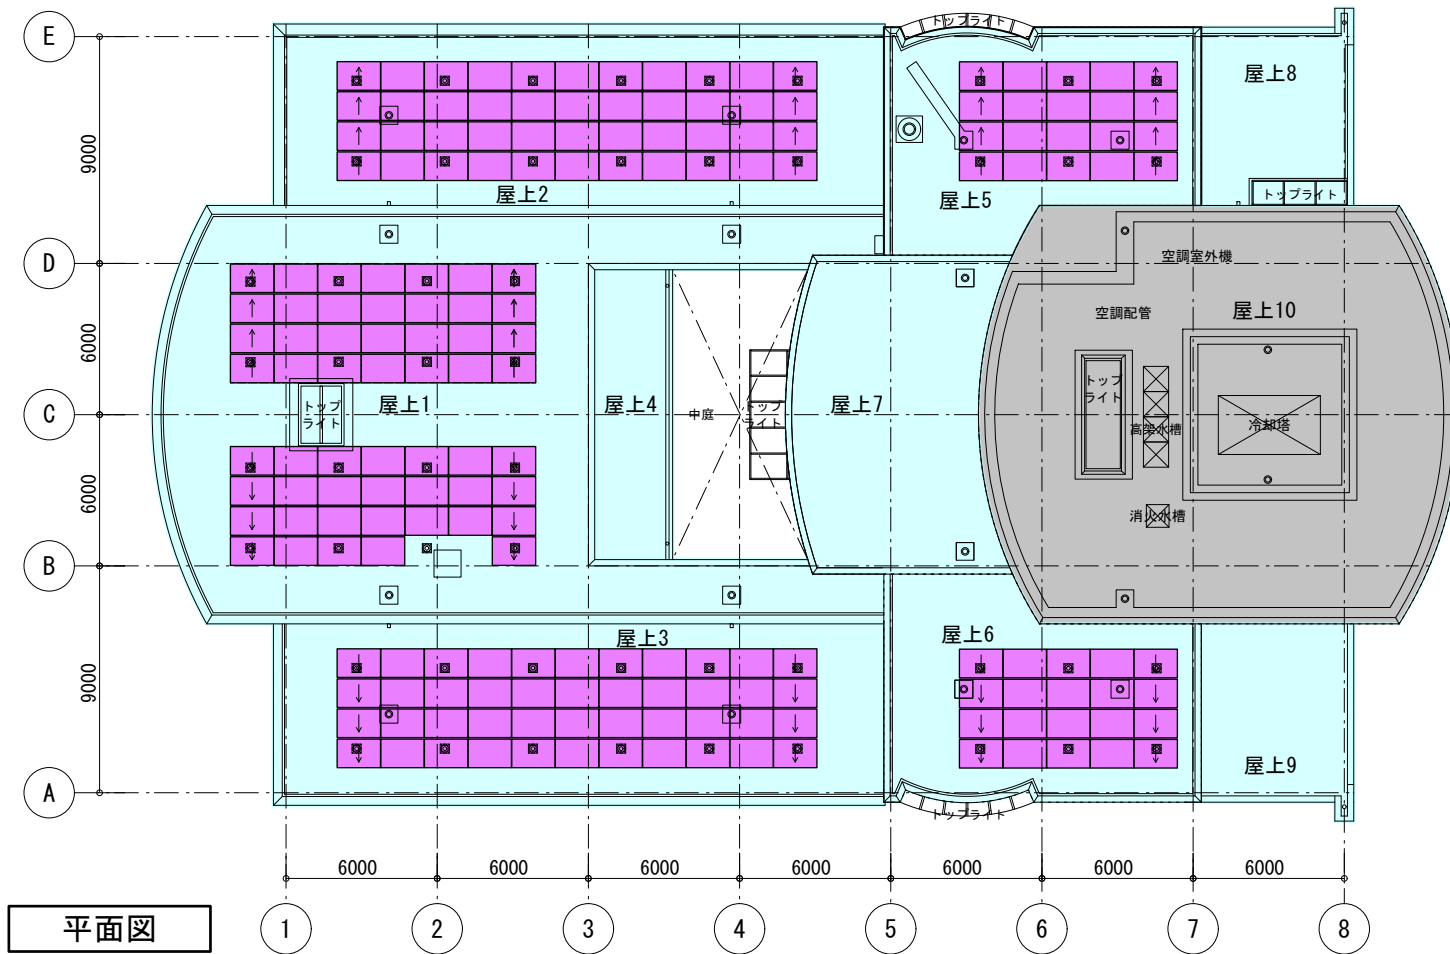 トップライト
E
屋上8
9000
屋上2
屋上5
トップライト
D
空調室外機
6000
空調配管
屋上10
トップ
ライト
屋上1
C
屋上4
中庭
トップ
ライト
屋上7
トップ
ライト
高架水槽
冷却塔
6000
消火水槽
B
屋上3
屋上6
9000
屋上9
A
トップライト
6000 6000 6000 6000 6000 6000 6000
平面図
1 2 3 4 5 6 7 8